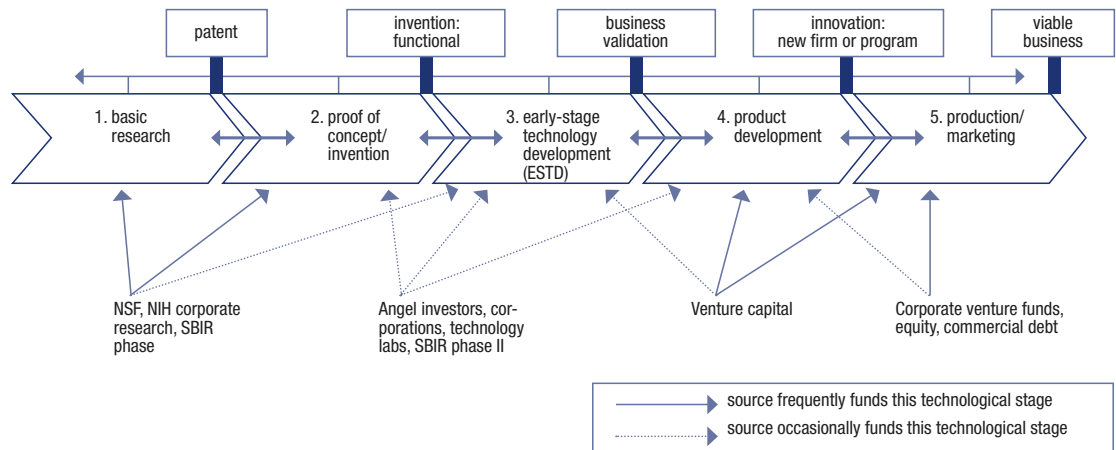 patent
invention:
functional
business
validation
innovation:
new firm or program
viable
business
1. basic
research
2. proof of
concept/
invention
3. early-stage
technology
development
(ESTD)
4. product
development
5. production/
marketing
NSF, NIH corporate
research, SBIR
phase
Angel investors, cor-
porations, technology
labs, SBIR phase II
Venture capital
Corporate venture funds,
equity, commercial debt
source frequently funds this technological stage
source occasionally funds this technological stage